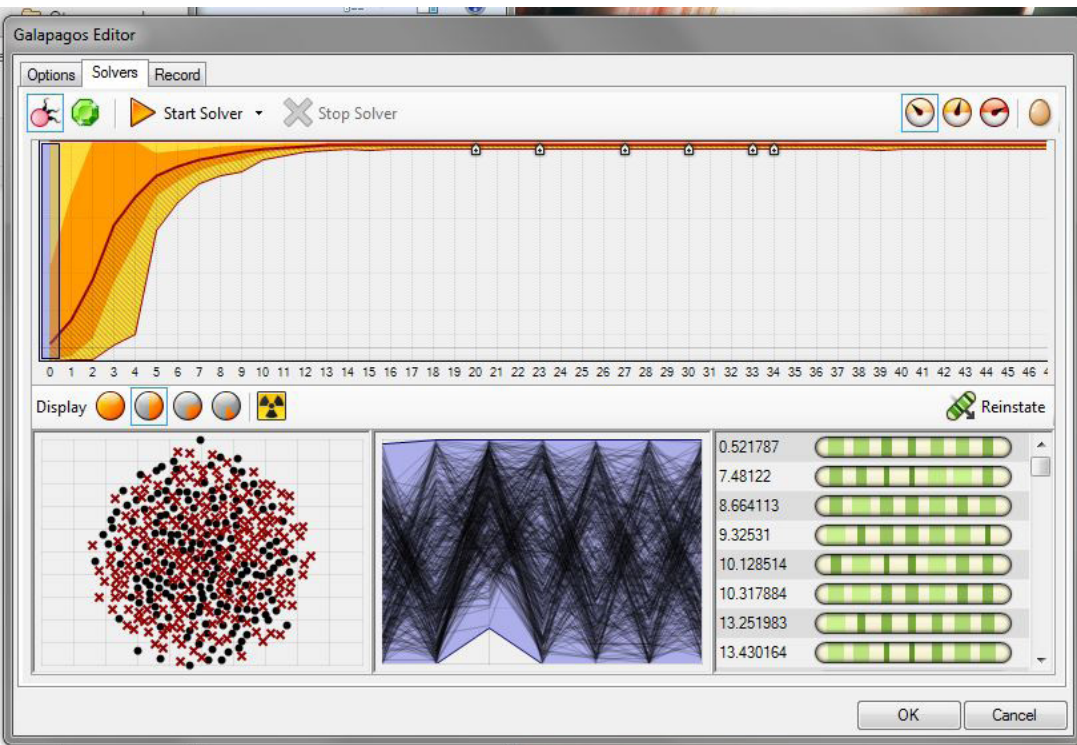 Galapagos Editor
Options Solvers Record
Start Solver Stop Solver
0 1 2 3 4 5 6 7 8 9 10 11 12 13 14 15 16 17 18 19 20 21 22 23 24 25 26 27 28 29 30 31 32 33 34 35 36 37 38 39 40 41 42 43 44 45 46 4
Display Reinstate
0.521787
7.48122
8.664113
9.32531
10.128514
10.317884
13.251983
13.430164
OK Cancel